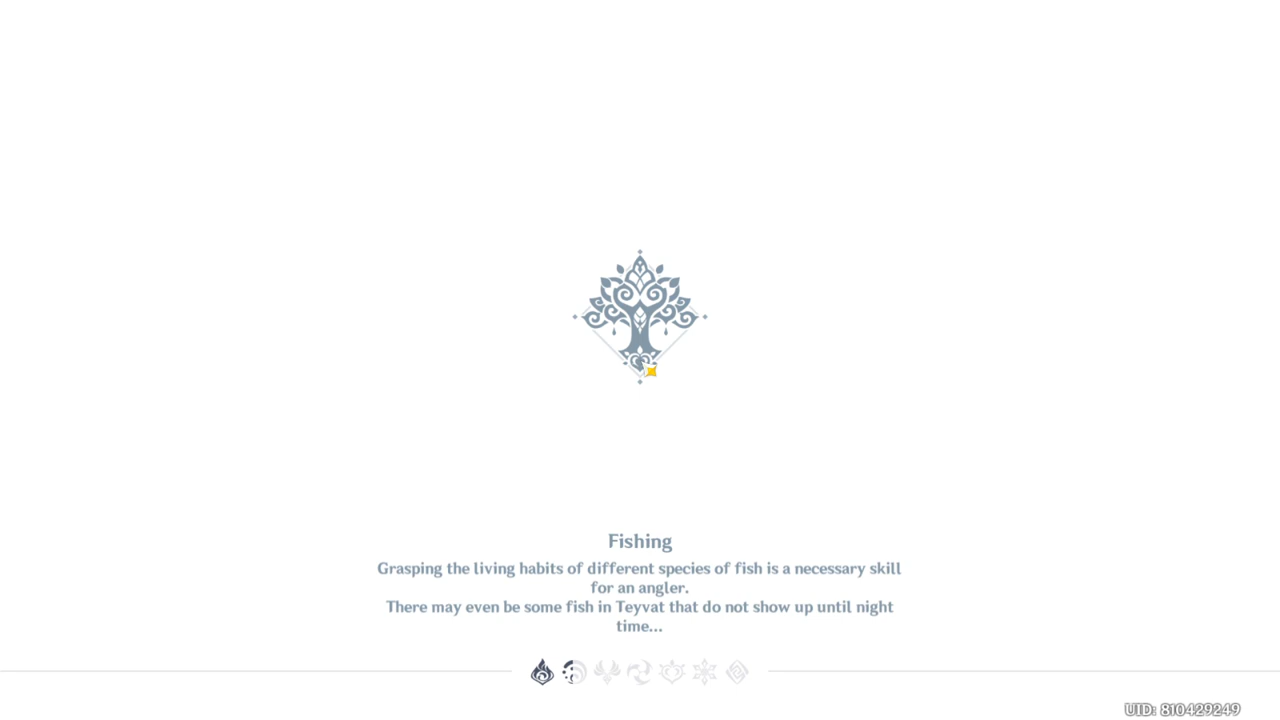 Fishing
Grasping the living habits of different species of fish is a necessary skill
for an angler.
There may even be some fish in Teyvat that do not show up until night
time...
UID: 810429249